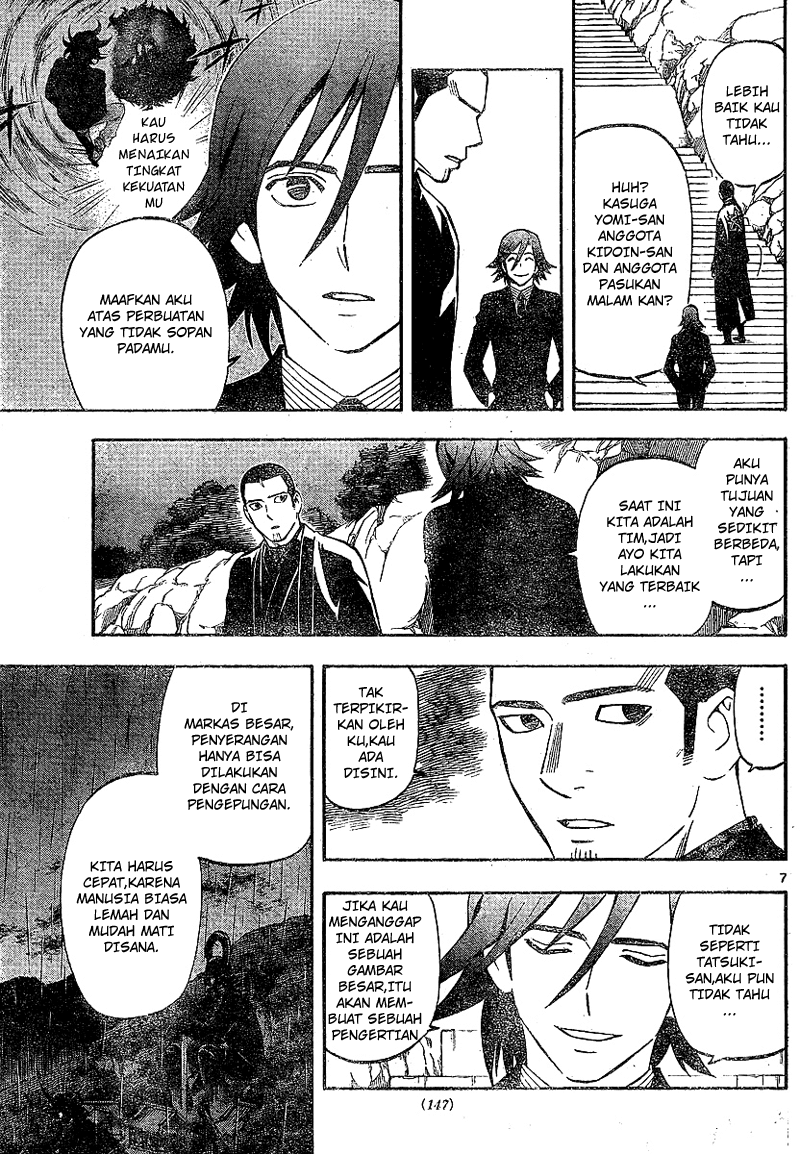 LEBIH
BAIK KAU
TIDAK
TAHU...
HUH?
KASUGA
YOMI-SAN
ANGGOTA
KIDOIN-SAN
DAN ANGGOTA
PASUKAN
MALAM KAN?
KAU
HARUS
MENAIKAN
TINGKAT
KEKUATAN
MU
MAAFKAN AKU
ATAS PERBUATAN
YANG TIDAK SOPAN
PADAMU.
AKU
PUNYA
TUJUAN
YANG
SEDIKIT
BERBEDA,
TAPI
...
SAAT INI
KITA ADALAH
TIM,JADI
AYO KITA
LAKUKAN
YANG TERBAIK
...
.........
TAK
TERPIKIR-
KAN OLEH
KU,KAU
ADA
DISINI.
7
TIDAK
SEPERTI
TATSUKI-
SAN,AKU PUN
TIDAK TAHU
...
JIKA KAU
MENGANGGAP
INI ADALAH
SEBUAH
GAMBAR
BESAR,ITU
AKAN MEM-
BUAT SEBUAH
PENGERTIAN
DI
MARKAS BESAR,
PENYERANGAN
HANYA BISA
DILAKUKAN
DENGAN CARA
PENGEPUNGAN.
KITA HARUS
CEPAT,KARENA
MANUSIA BIASA
LEMAH DAN
MUDAH MATI
DISANA.
(147)